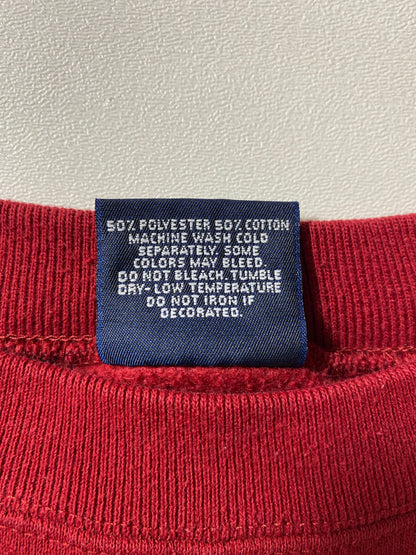 50% POLYESTER 50% COTTON
MACHINE WASH COLD
SEPARATELY. SOME
COLORS MAY BLEED.
DO NOT BLEACH. TUMBLE
DRY- LOW TEMPERATURE
DO NOT IRON IF
DECORATED.